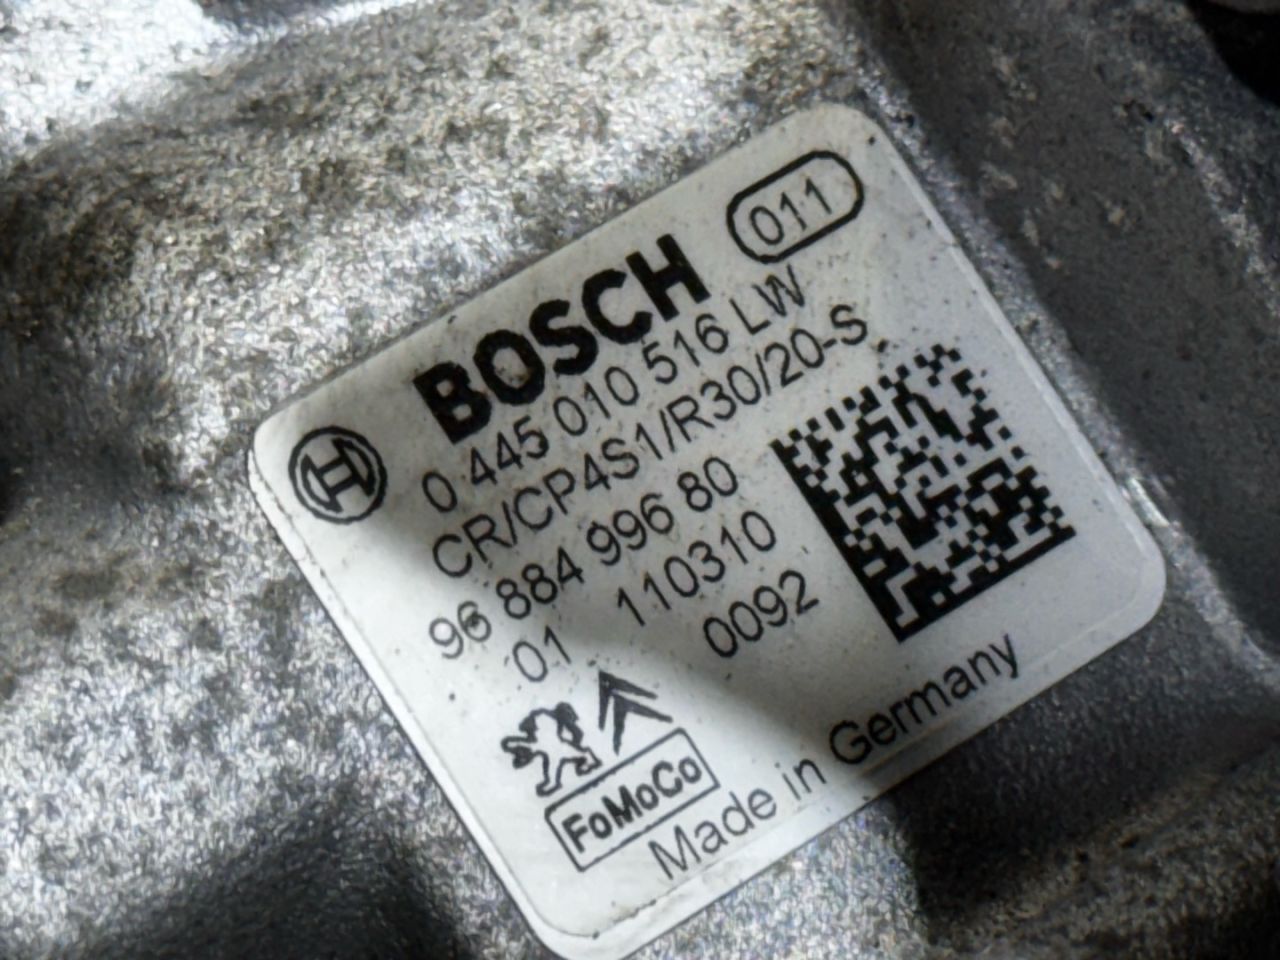 BOSCH 011
0 445 010 516 LW
CR/CP4S1/R30/20-S
96 884 996 80
01 110310
0092
FoMoCo
Made in Germany